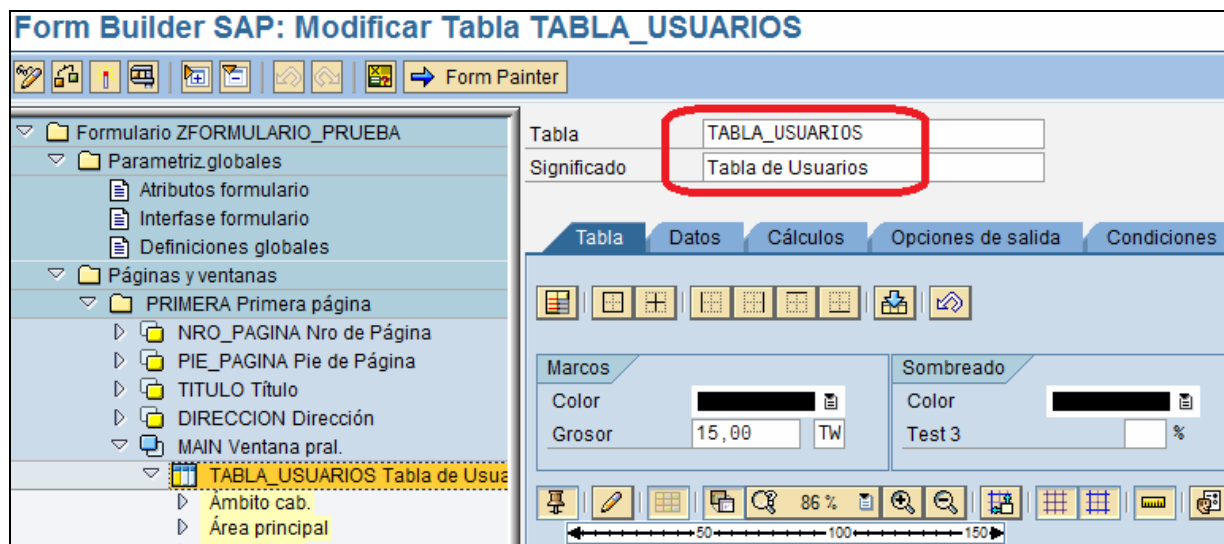 Form Builder SAP: Modificar Tabla TABLA_USUARIOS
Form Painter
Formulario ZFORMULARIO_PRUEBA
Parametriz.globales
Atributos formulario
Interfase formulario
Definiciones globales
Páginas y ventanas
PRIMERA Primera página
NRO_PAGINA Nro de Página
PIE_PAGINA Pie de Página
TITULO Título
DIRECCION Dirección
MAIN Ventana pral.
TABLA_USUARIOS Tabla de Usua
Ámbito cab.
Área principal
Tabla TABLA_USUARIOS
Significado Tabla de Usuarios
Tabla Datos Cálculos Opciones de salida Condiciones
Marcos
Color
Grosor 15,00 TW
Sombreado
Color
Test 3 %
86 %
50 100 150